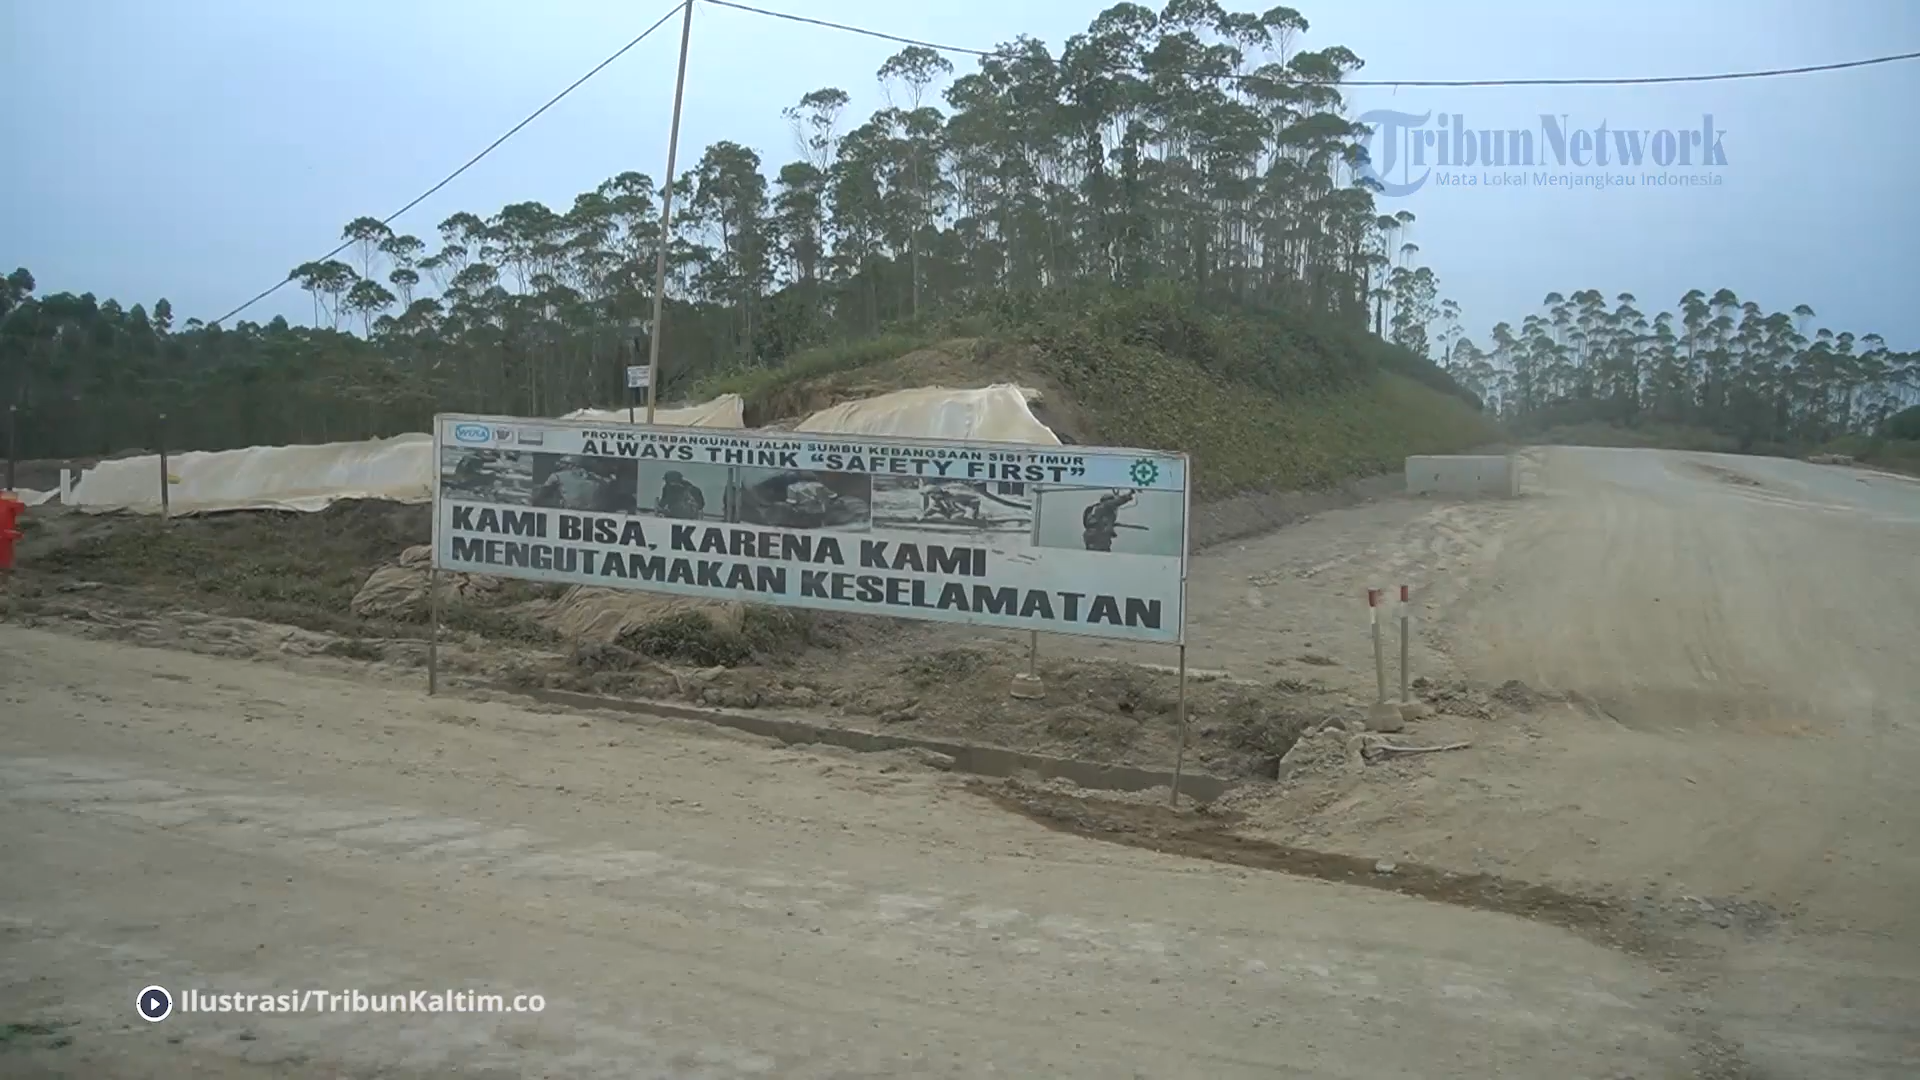 TribunNetwork
Mata Lokal Menjangkau Indonesia
WIKA
PROYEK PEMBANGUNAN JALAN SUMBU KEBANGSAAN SISI TIMUR
ALWAYS THINK “SAFETY FIRST”
KAMI BISA, KARENA KAMI
MENGUTAMAKAN KESELAMATAN
Ilustrasi/TribunKaltim.co